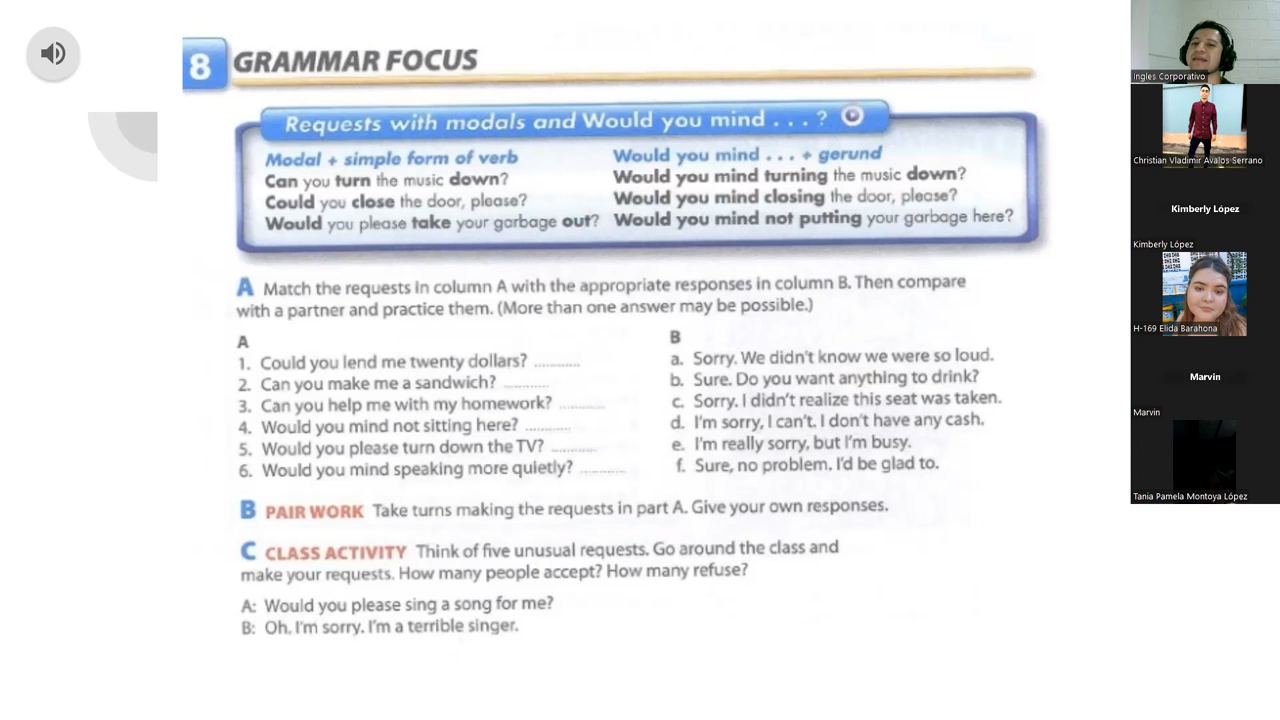 8 GRAMMAR FOCUS
Requests with modals and Would you mind . . . ?
Modal + simple form of verb
Can you turn the music down?
Could you close the door, please?
Would you please take your garbage out?
Would you mind . . . + gerund
Would you mind turning the music down?
Would you mind closing the door, please?
Would you mind not putting your garbage here?
A Match the requests in column A with the appropriate responses in column B. Then compare
with a partner and practice them. (More than one answer may be possible.)
A
1. Could you lend me twenty dollars? ............
2. Can you make me a sandwich? ............
3. Can you help me with my homework? ............
4. Would you mind not sitting here? ............
5. Would you please turn down the TV? ............
6. Would you mind speaking more quietly? ............
B
a. Sorry. We didn't know we were so loud.
b. Sure. Do you want anything to drink?
c. Sorry. I didn't realize this seat was taken.
d. I'm sorry, I can't. I don't have any cash.
e. I'm really sorry, but I'm busy.
f. Sure, no problem. I'd be glad to.
B PAIR WORK Take turns making the requests in part A. Give your own responses.
C CLASS ACTIVITY Think of five unusual requests. Go around the class and
make your requests. How many people accept? How many refuse?
A: Would you please sing a song for me?
B: Oh, I'm sorry. I'm a terrible singer.
Ingles Corporativo
Christian Vladimir Avalos Serrano
Kimberly López
Kimberly López
H-169 Elida Barahona
Marvin
Marvin
Tania Pamela Montoya López